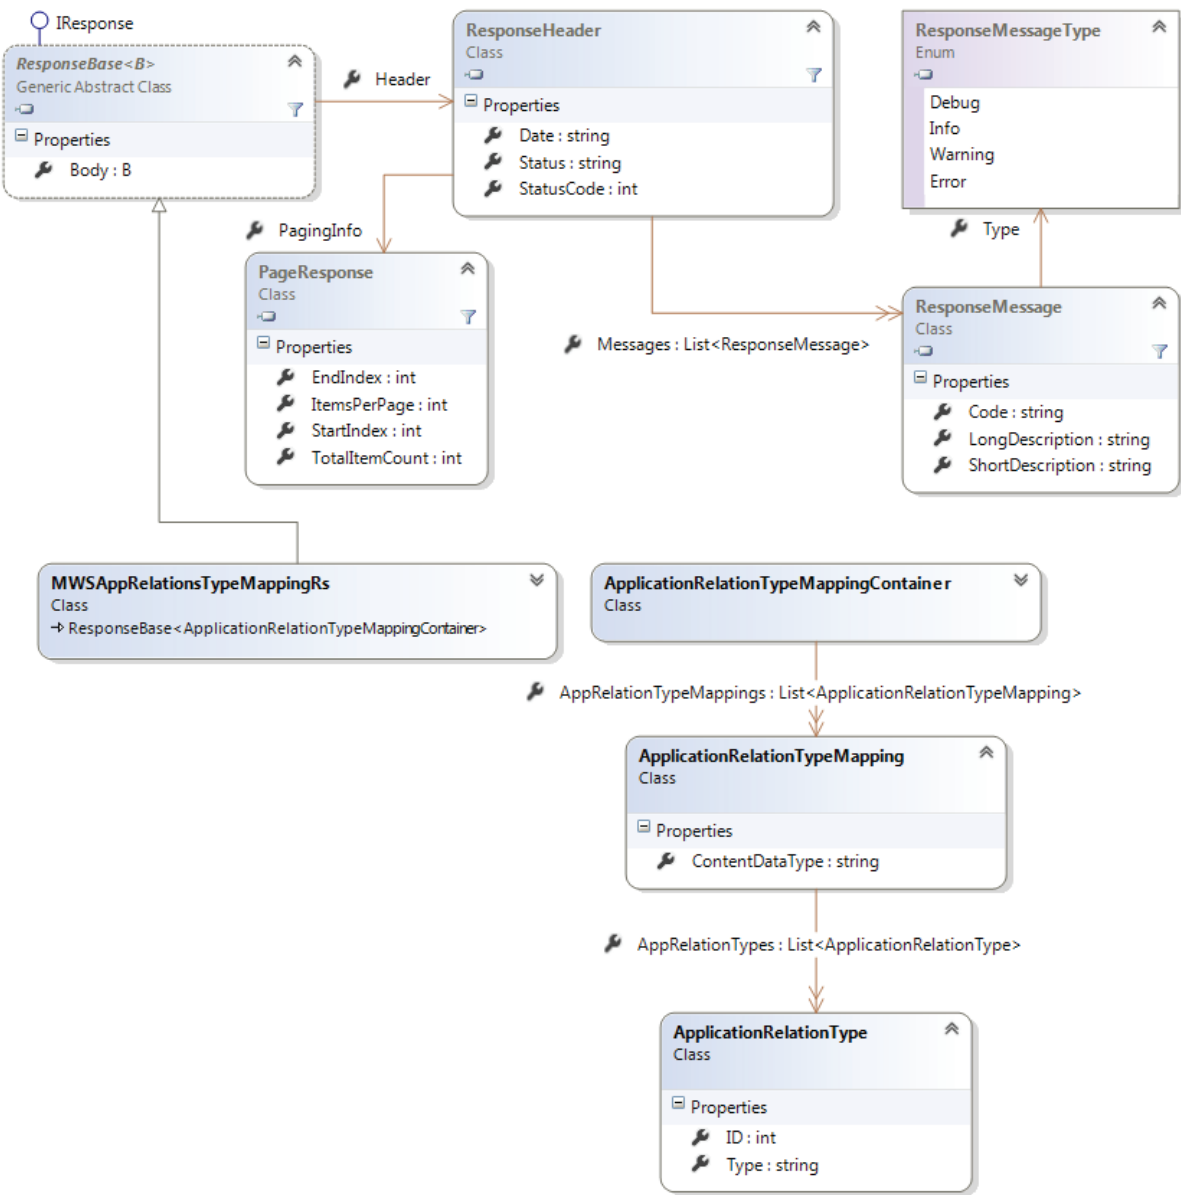 IResponse
ResponseBase<B>
Generic Abstract Class
Properties
Body : B
Header
ResponseHeader
Class
Properties
Date : string
Status : string
StatusCode : int
ResponseMessageType
Enum
Debug
Info
Warning
Error
PagingInfo
Type
PageResponse
Class
Properties
EndIndex : int
ItemsPerPage : int
StartIndex : int
TotalItemCount : int
Messages : List<ResponseMessage>
ResponseMessage
Class
Properties
Code : string
LongDescription : string
ShortDescription : string
MWSAppRelationsTypeMappingRs
Class
ResponseBase<ApplicationRelationTypeMappingContainer>
ApplicationRelationTypeMappingContainer
Class
AppRelationTypeMappings : List<ApplicationRelationTypeMapping>
ApplicationRelationTypeMapping
Class
Properties
ContentDataType : string
AppRelationTypes : List<ApplicationRelationType>
ApplicationRelationType
Class
Properties
ID : int
Type : string